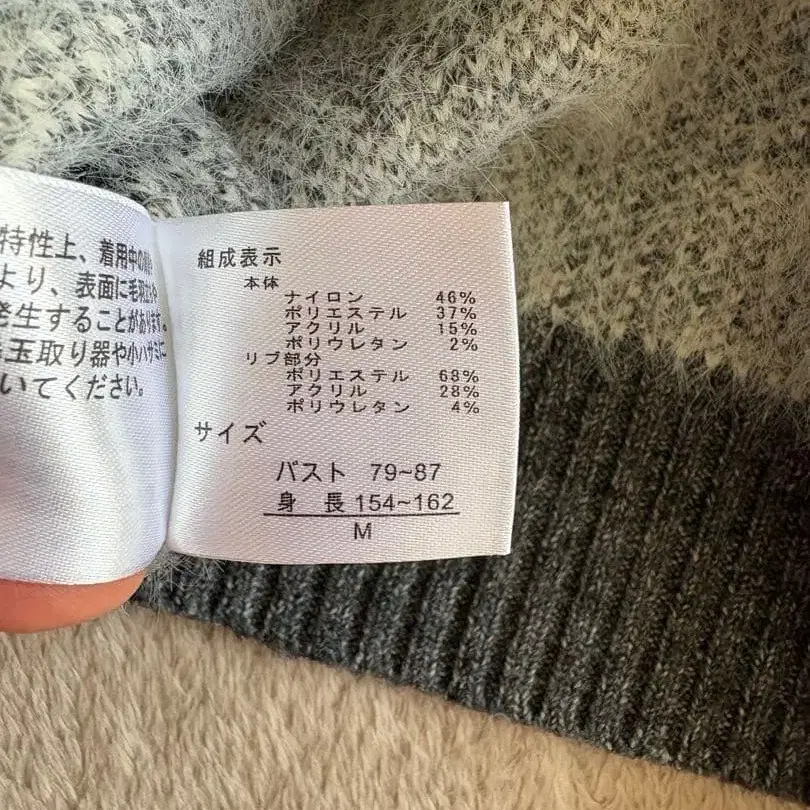 特性上、着用中の
より、表面に毛羽
発生することがあります。
毛玉取り器や小ハサミに
いてください。
組成表示
本体
ナイロン 46%
ポリエステル 37%
アクリル 15%
ポリウレタン 2%
リブ部分
ポリエステル 68%
アクリル 28%
ポリウレタン 4%
サイズ
バスト 79~87
身 長 154~162
M